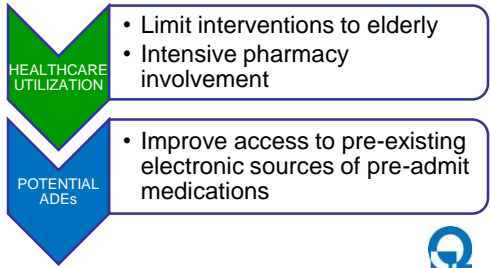 HEALTHCARE
UTILIZATION
• Limit interventions to elderly
• Intensive pharmacy
involvement
POTENTIAL
ADEs
• Improve access to pre-existing
electronic sources of pre-admit
medications